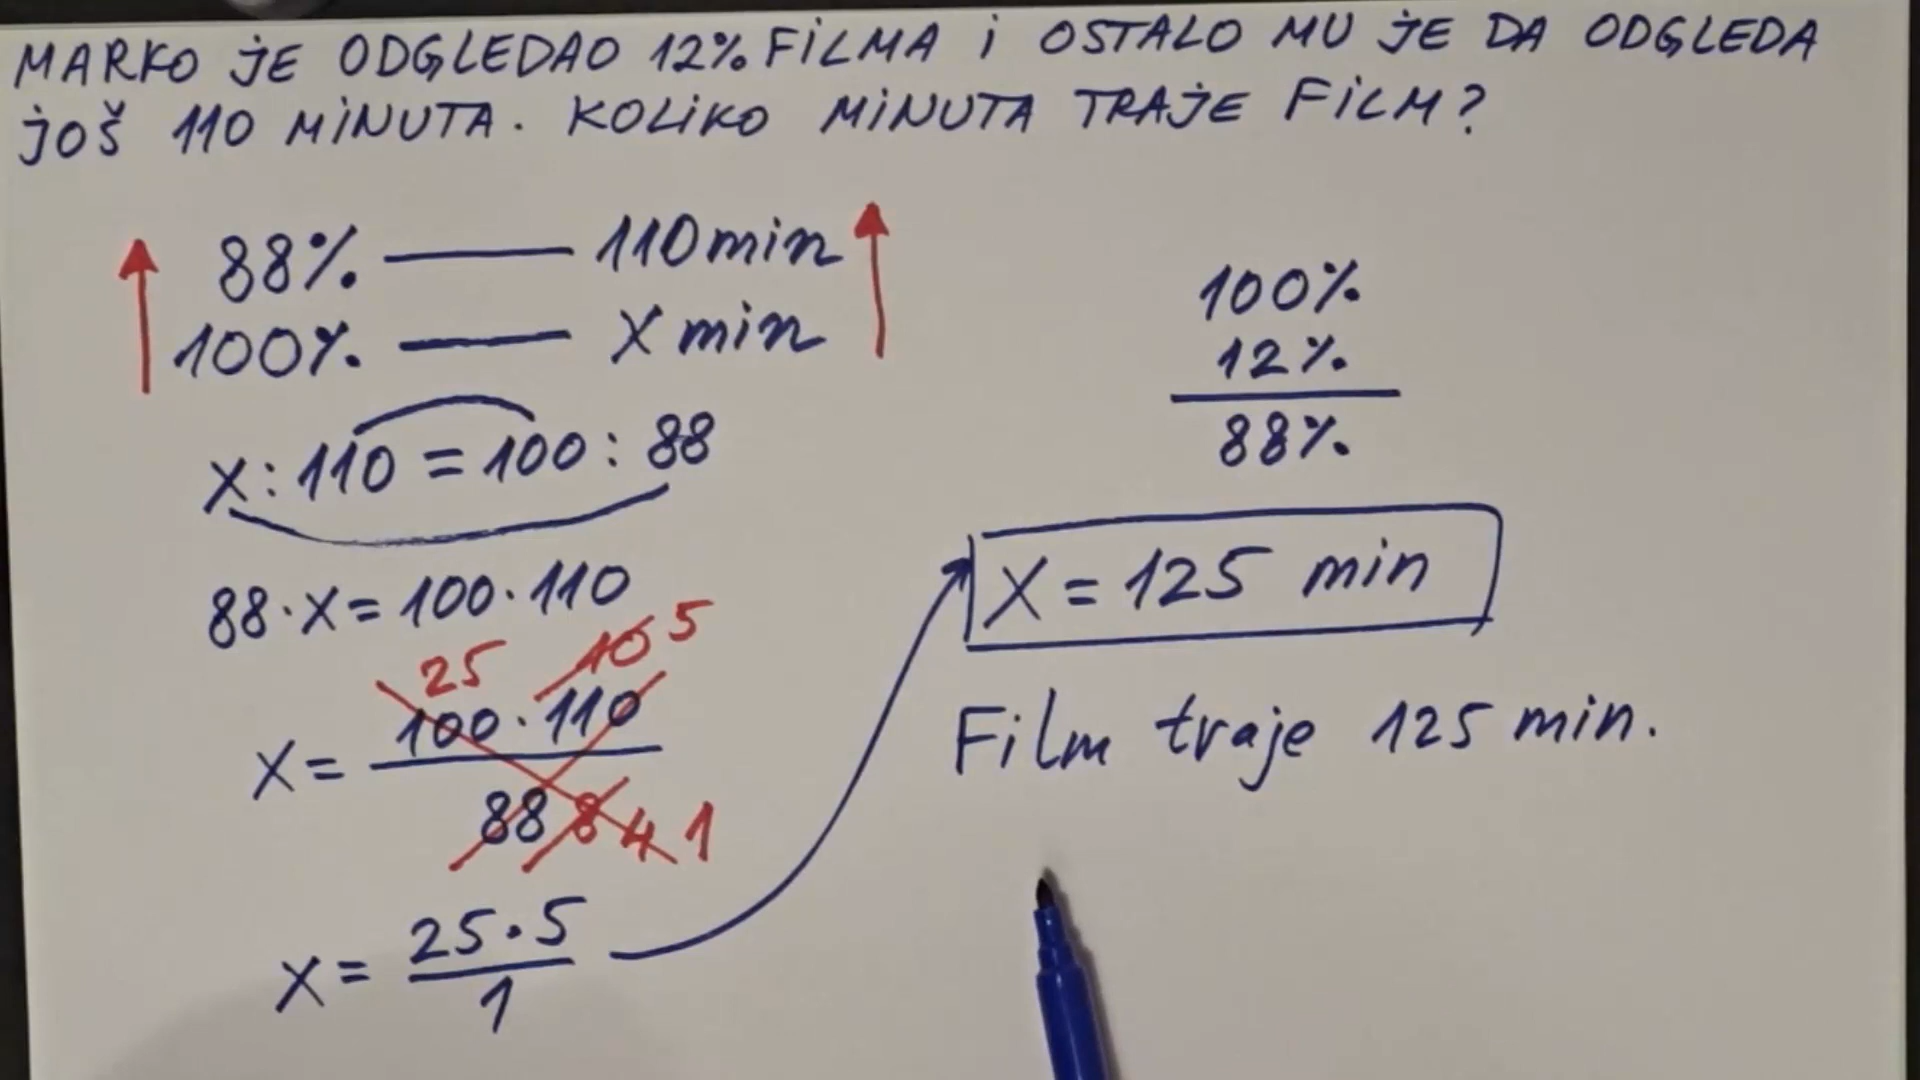 MARKO JE ODGLEDAO 12% FILMA I OSTALO MU JE DA ODGLEDA
JOŠ 110 MINUTA. KOLIKO MINUTA TRAJE FILM?
88% — 110 min
100% — X min
X : 110 = 100 : 88
88 · X = 100 · 110
25 10 5
X = 100 · 110
88 8 4 1
X = 25 · 5
1
100%
12%
88%
X = 125 min
Film traje 125 min.